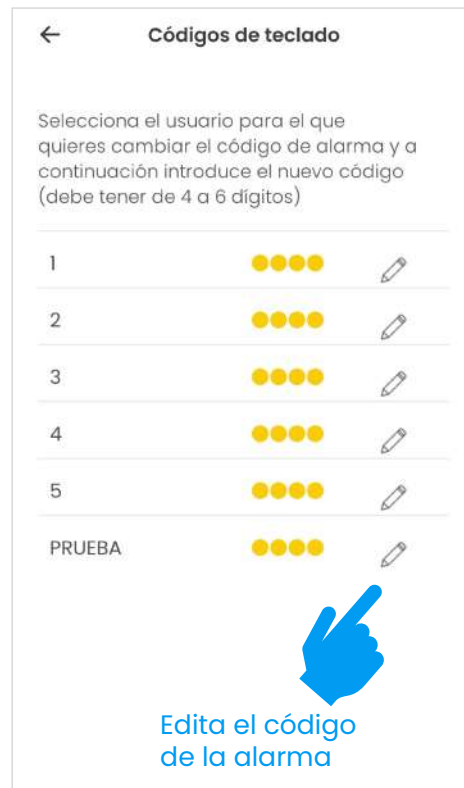 Códigos de teclado
Selecciona el usuario para el que
quieres cambiar el código de alarma y a
continuación introduce el nuevo código
(debe tener de 4 a 6 dígitos)
1
2
3
4
5
PRUEBA
Edita el código
de la alarma